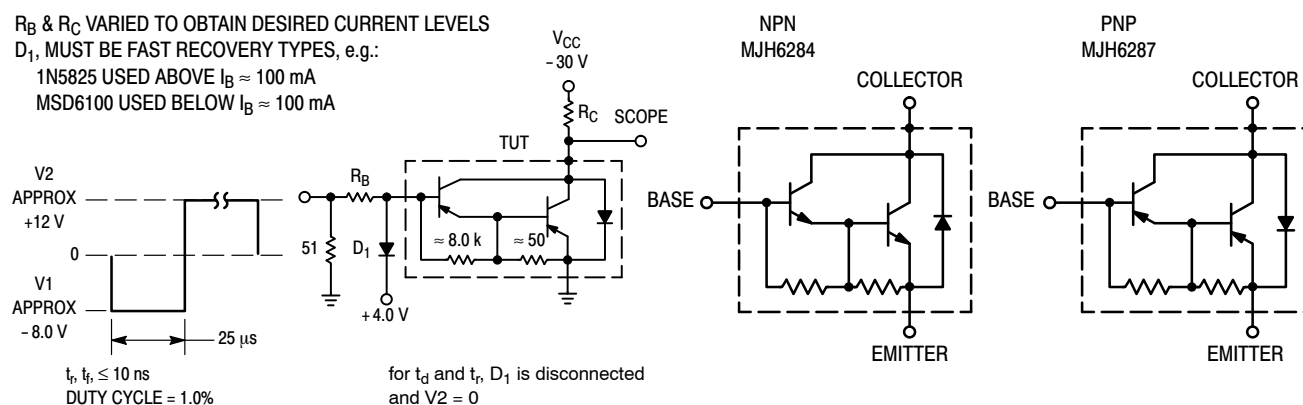 R_B & R_C VARIED TO OBTAIN DESIRED CURRENT LEVELS
D_1, MUST BE FAST RECOVERY TYPES, e.g.:
1N5825 USED ABOVE I_B ≈ 100 mA
MSD6100 USED BELOW I_B ≈ 100 mA
V2
APPROX
+12 V
0
V1
APPROX
- 8.0 V
25 μs
t_r, t_f, ≤ 10 ns
DUTY CYCLE = 1.0%
V_CC
- 30 V
R_C
SCOPE
TUT
R_B
51
D_1
≈ 8.0 k
≈ 50
+ 4.0 V
for t_d and t_r, D_1 is disconnected
and V2 = 0
NPN
MJH6284
COLLECTOR
BASE
EMITTER
PNP
MJH6287
COLLECTOR
BASE
EMITTER